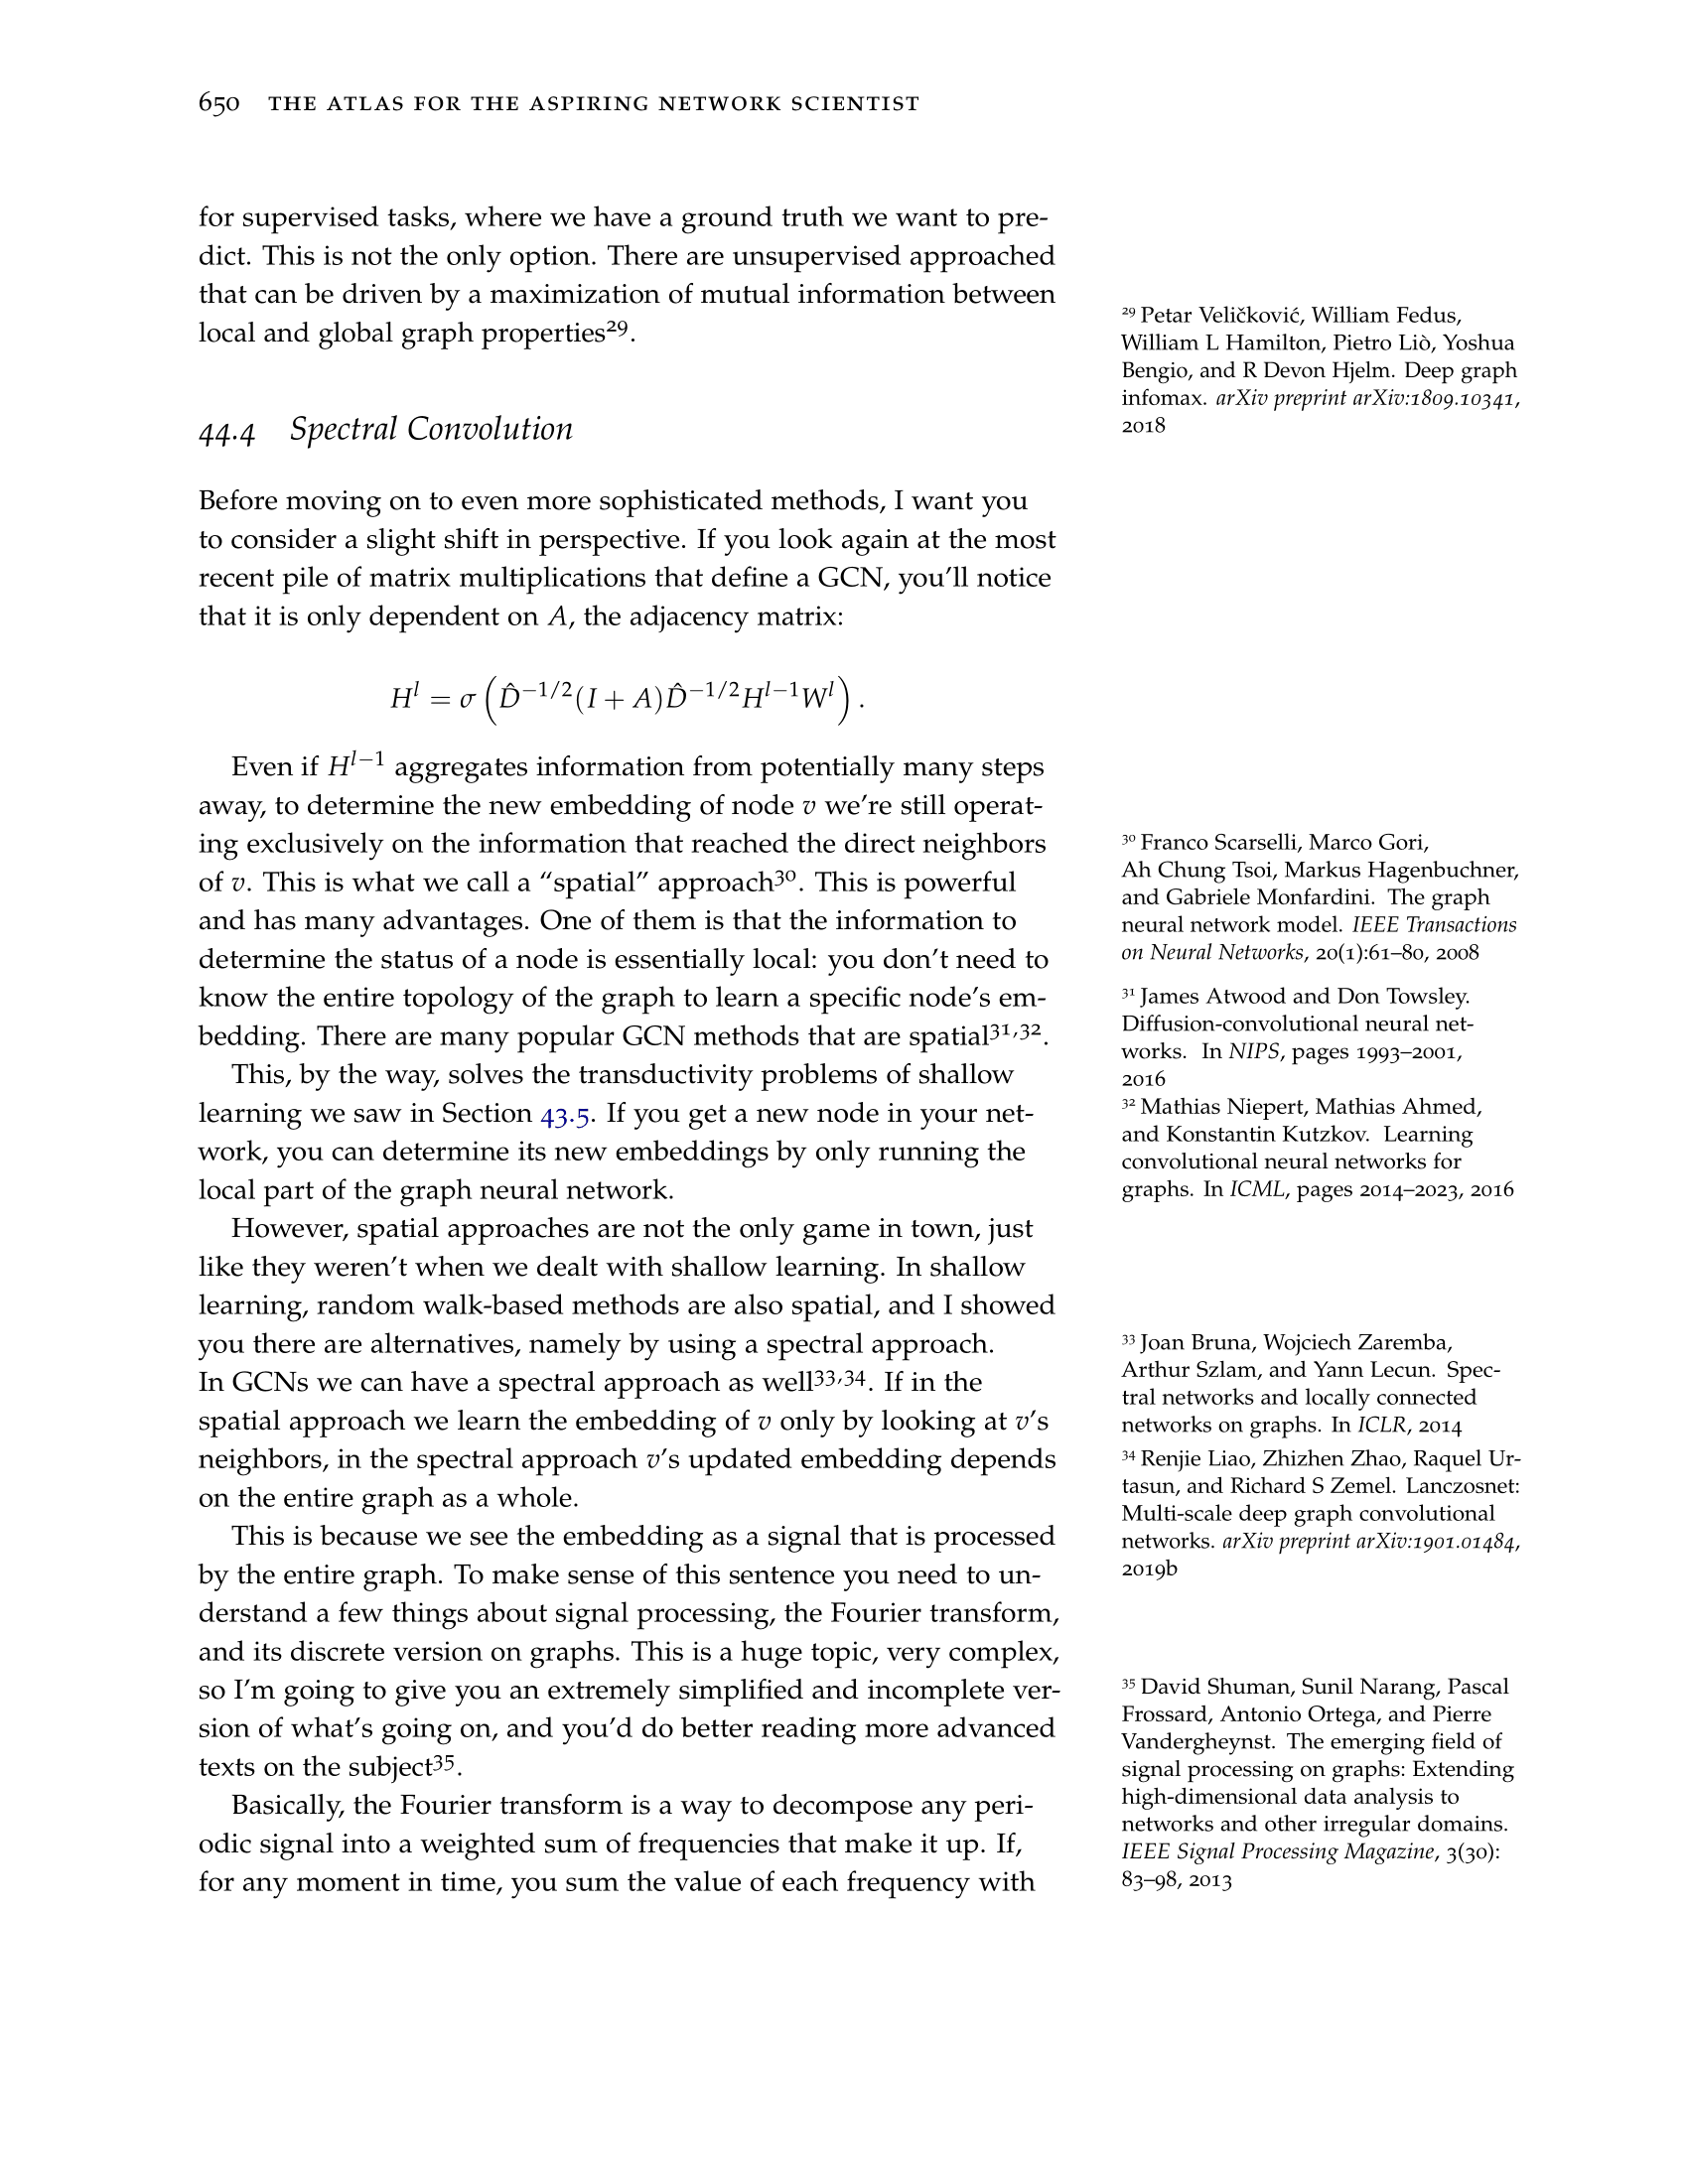 650 THE ATLAS FOR THE ASPIRING NETWORK SCIENTIST
for supervised tasks, where we have a ground truth we want to pre-
dict. This is not the only option. There are unsupervised approached
that can be driven by a maximization of mutual information between
local and global graph properties²⁹.
44.4 Spectral Convolution
Before moving on to even more sophisticated methods, I want you
to consider a slight shift in perspective. If you look again at the most
recent pile of matrix multiplications that define a GCN, you'll notice
that it is only dependent on A, the adjacency matrix:
H^l = σ ( D̂^{−1/2}(I + A)D̂^{−1/2}H^{l−1}W^l ) .
Even if H^{l−1} aggregates information from potentially many steps
away, to determine the new embedding of node v we're still operat-
ing exclusively on the information that reached the direct neighbors
of v. This is what we call a “spatial” approach³⁰. This is powerful
and has many advantages. One of them is that the information to
determine the status of a node is essentially local: you don't need to
know the entire topology of the graph to learn a specific node's em-
bedding. There are many popular GCN methods that are spatial³¹,³².
This, by the way, solves the transductivity problems of shallow
learning we saw in Section 43.5. If you get a new node in your net-
work, you can determine its new embeddings by only running the
local part of the graph neural network.
However, spatial approaches are not the only game in town, just
like they weren't when we dealt with shallow learning. In shallow
learning, random walk-based methods are also spatial, and I showed
you there are alternatives, namely by using a spectral approach.
In GCNs we can have a spectral approach as well³³,³⁴. If in the
spatial approach we learn the embedding of v only by looking at v's
neighbors, in the spectral approach v's updated embedding depends
on the entire graph as a whole.
This is because we see the embedding as a signal that is processed
by the entire graph. To make sense of this sentence you need to un-
derstand a few things about signal processing, the Fourier transform,
and its discrete version on graphs. This is a huge topic, very complex,
so I'm going to give you an extremely simplified and incomplete ver-
sion of what's going on, and you'd do better reading more advanced
texts on the subject³⁵.
Basically, the Fourier transform is a way to decompose any peri-
odic signal into a weighted sum of frequencies that make it up. If,
for any moment in time, you sum the value of each frequency with
²⁹ Petar Veličković, William Fedus,
William L Hamilton, Pietro Liò, Yoshua
Bengio, and R Devon Hjelm. Deep graph
infomax. arXiv preprint arXiv:1809.10341,
2018
³⁰ Franco Scarselli, Marco Gori,
Ah Chung Tsoi, Markus Hagenbuchner,
and Gabriele Monfardini. The graph
neural network model. IEEE Transactions
on Neural Networks, 20(1):61–80, 2008
³¹ James Atwood and Don Towsley.
Diffusion-convolutional neural net-
works. In NIPS, pages 1993–2001,
2016
³² Mathias Niepert, Mathias Ahmed,
and Konstantin Kutzkov. Learning
convolutional neural networks for
graphs. In ICML, pages 2014–2023, 2016
³³ Joan Bruna, Wojciech Zaremba,
Arthur Szlam, and Yann Lecun. Spec-
tral networks and locally connected
networks on graphs. In ICLR, 2014
³⁴ Renjie Liao, Zhizhen Zhao, Raquel Ur-
tasun, and Richard S Zemel. Lanczosnet:
Multi-scale deep graph convolutional
networks. arXiv preprint arXiv:1901.01484,
2019b
³⁵ David Shuman, Sunil Narang, Pascal
Frossard, Antonio Ortega, and Pierre
Vandergheynst. The emerging field of
signal processing on graphs: Extending
high-dimensional data analysis to
networks and other irregular domains.
IEEE Signal Processing Magazine, 3(30):
83–98, 2013